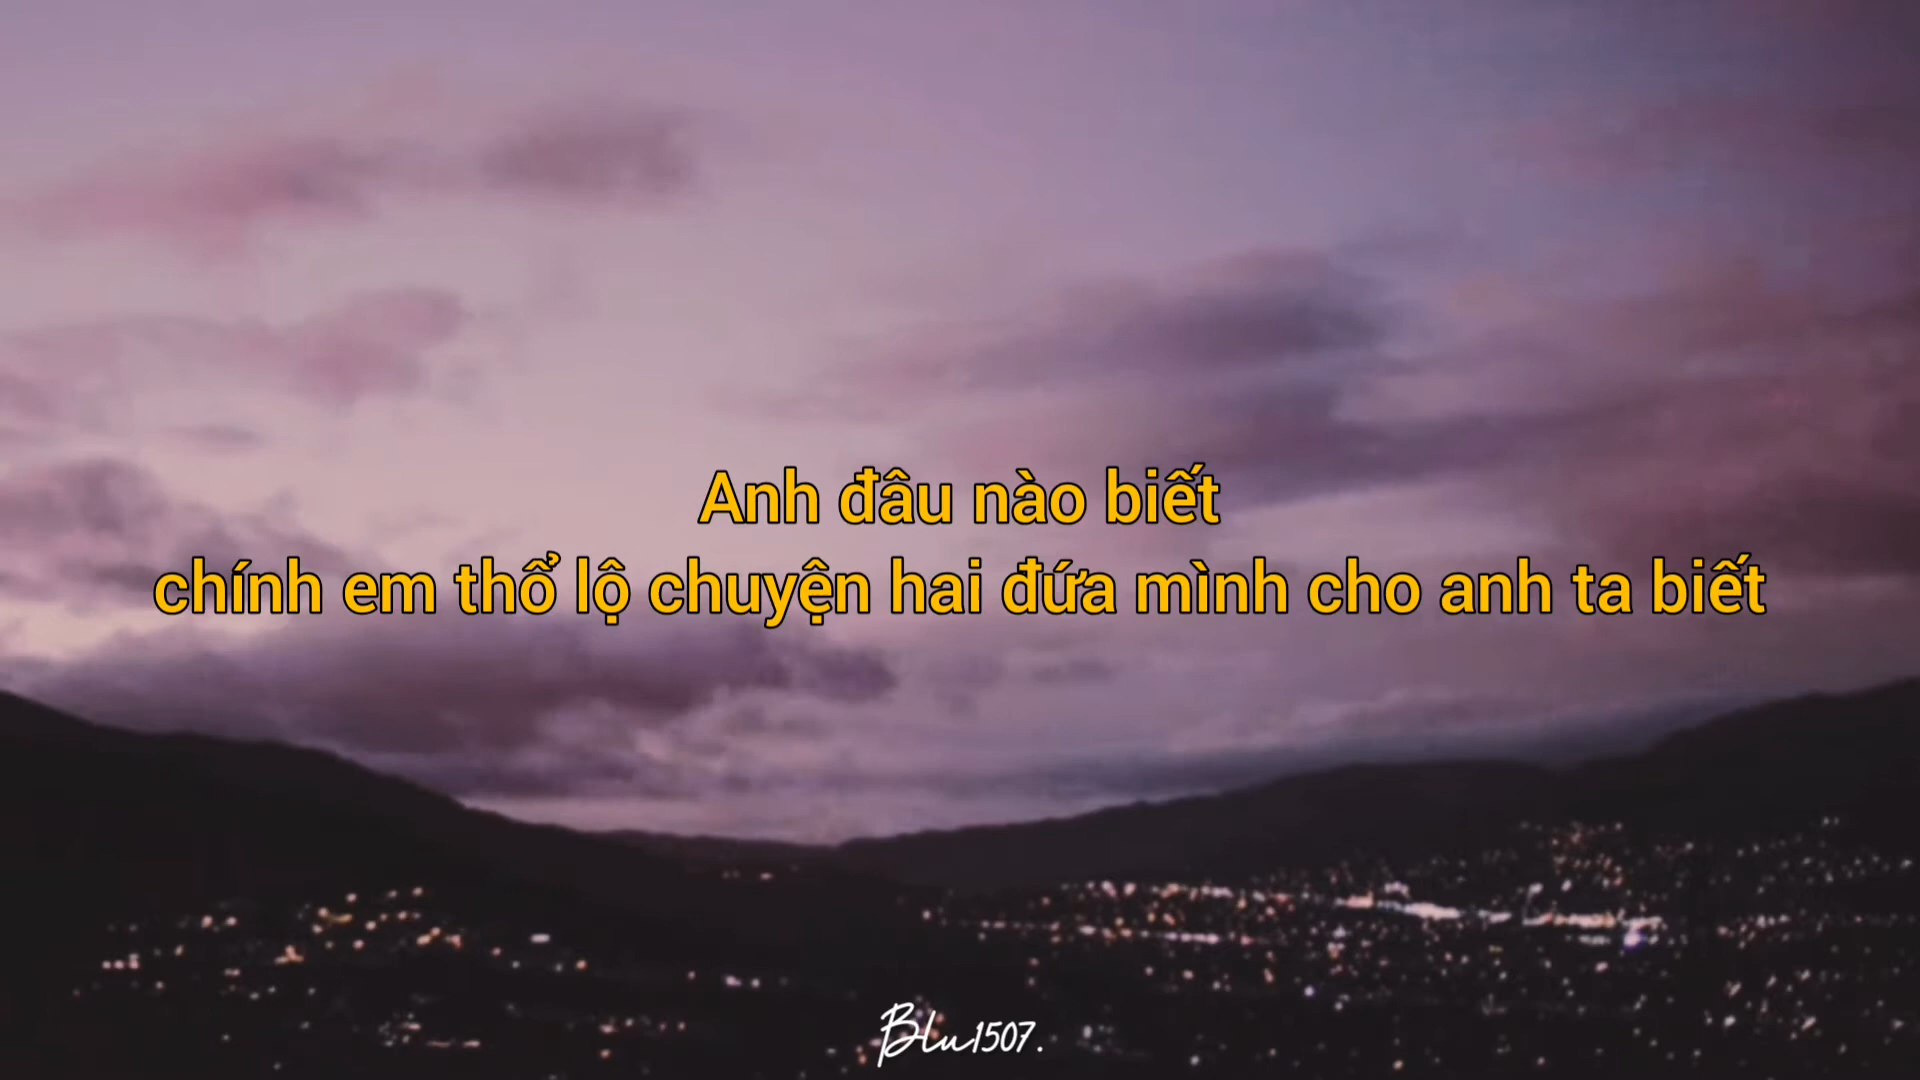 Anh đâu nào biết
chính em thổ lộ chuyện hai đứa mình cho anh ta biết
Blu1507.